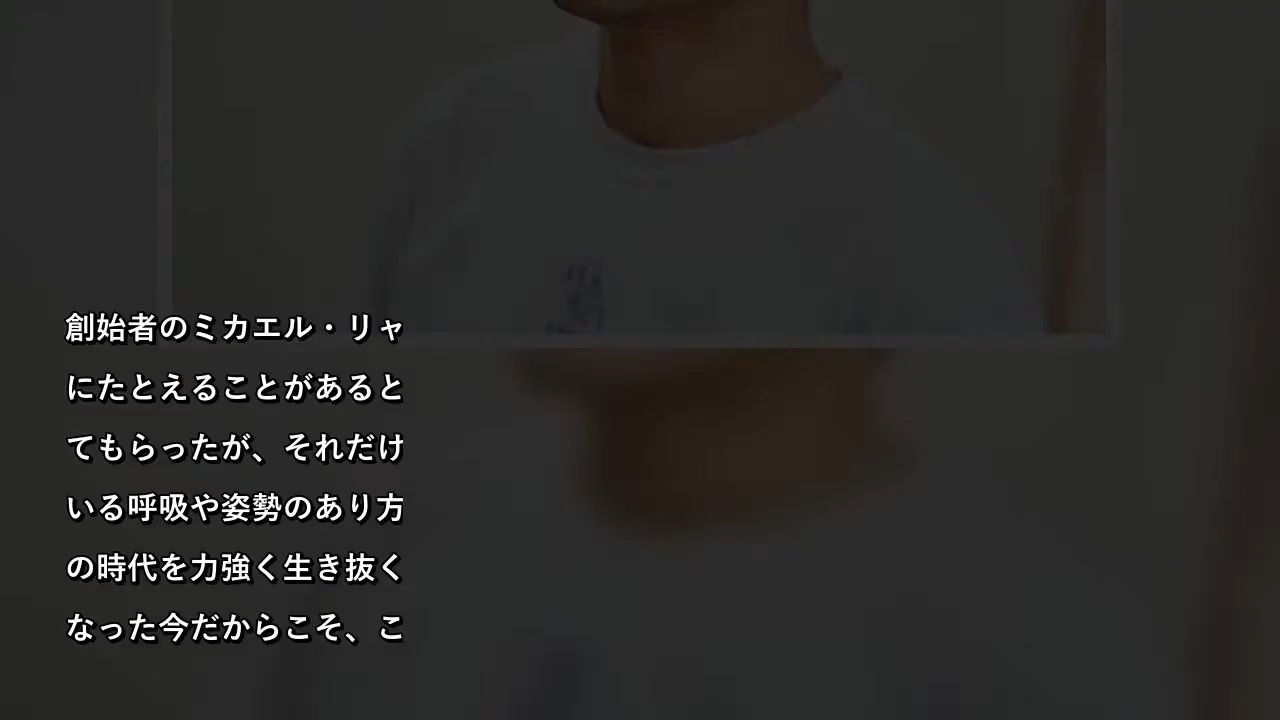 創始者のミカエル・リャ
にたとえることがあると
てもらったが、それだけ
いる呼吸や姿勢のあり方
の時代を力強く生き抜く
なった今だからこそ、こ